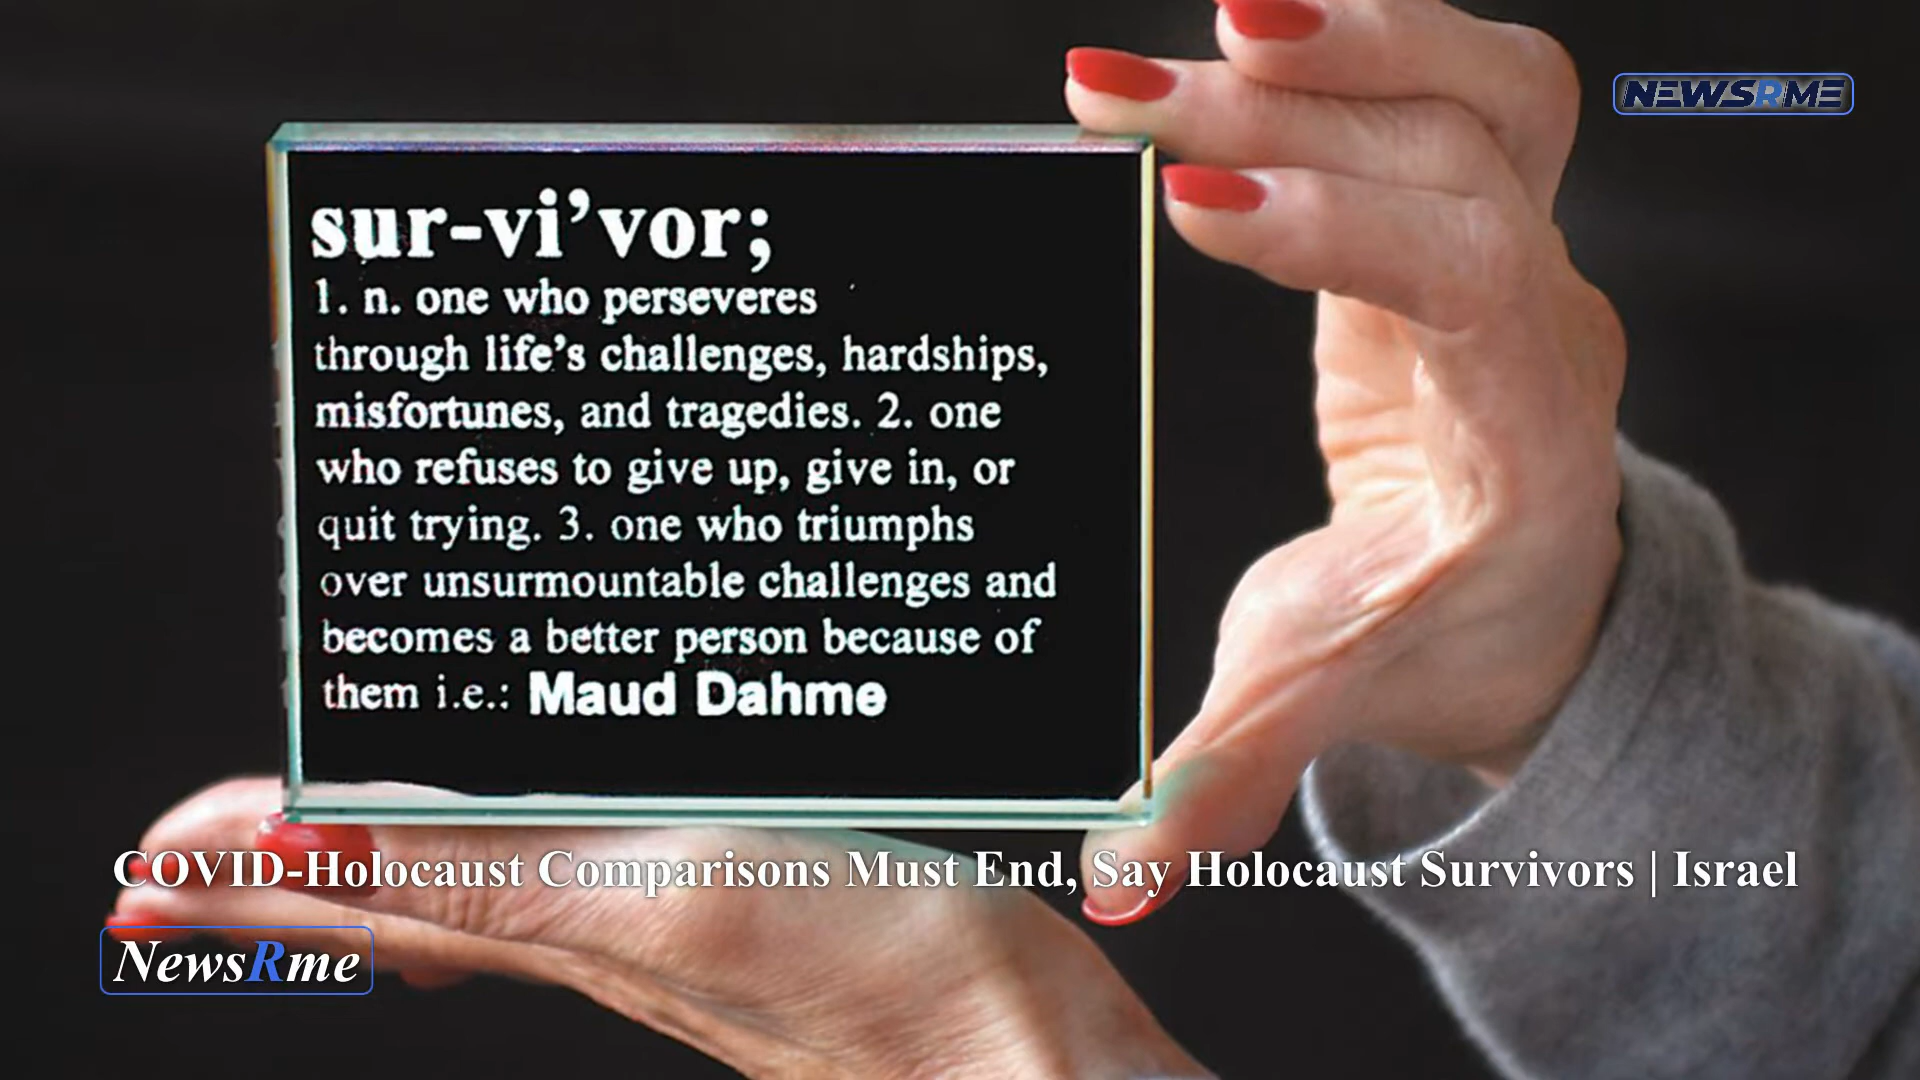 NEWSRME
sur-vi’vor;
1. n. one who perseveres
through life’s challenges, hardships,
misfortunes, and tragedies. 2. one
who refuses to give up, give in, or
quit trying. 3. one who triumphs
over unsurmountable challenges and
becomes a better person because of
them i.e.: Maud Dahme
COVID-Holocaust Comparisons Must End, Say Holocaust Survivors | Israel
NewsRme